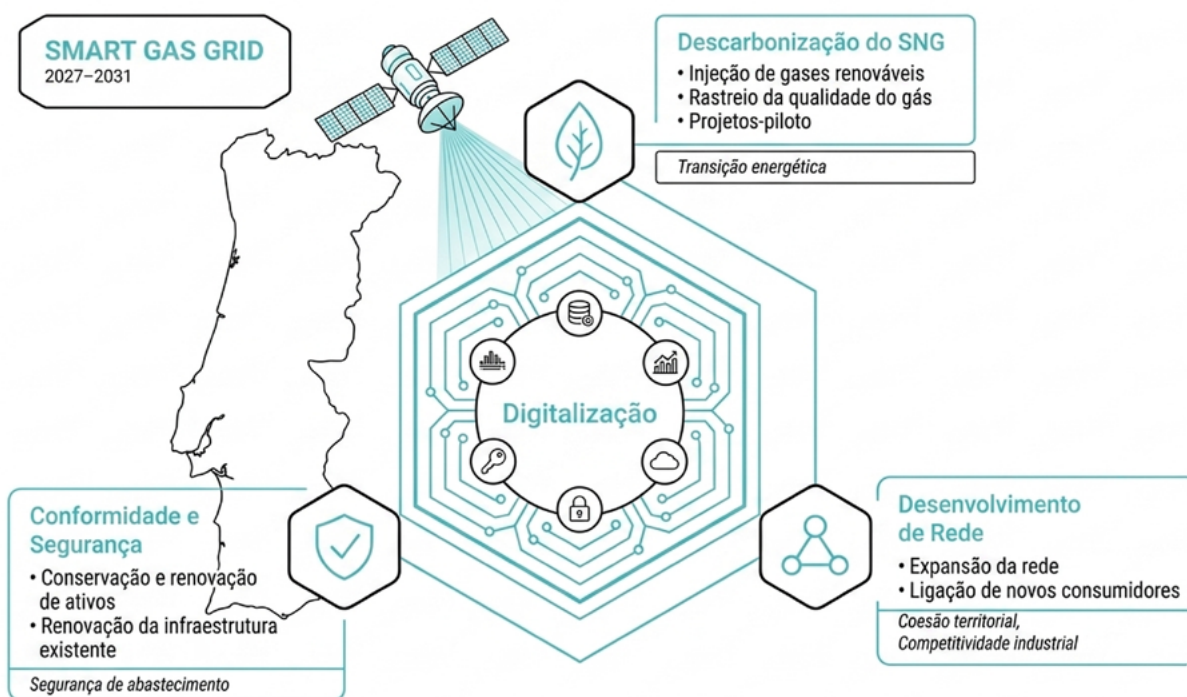 SMART GAS GRID
2027–2031
Descarbonização do SNG
• Injeção de gases renováveis
• Rastreio da qualidade do gás
• Projetos-piloto
Transição energética
Digitalização
Conformidade e
Segurança
• Conservação e renovação
de ativos
• Renovação da infraestrutura
existente
Segurança de abastecimento
Desenvolvimento
de Rede
• Expansão da rede
• Ligação de novos consumidores
Coesão territorial,
Competitividade industrial